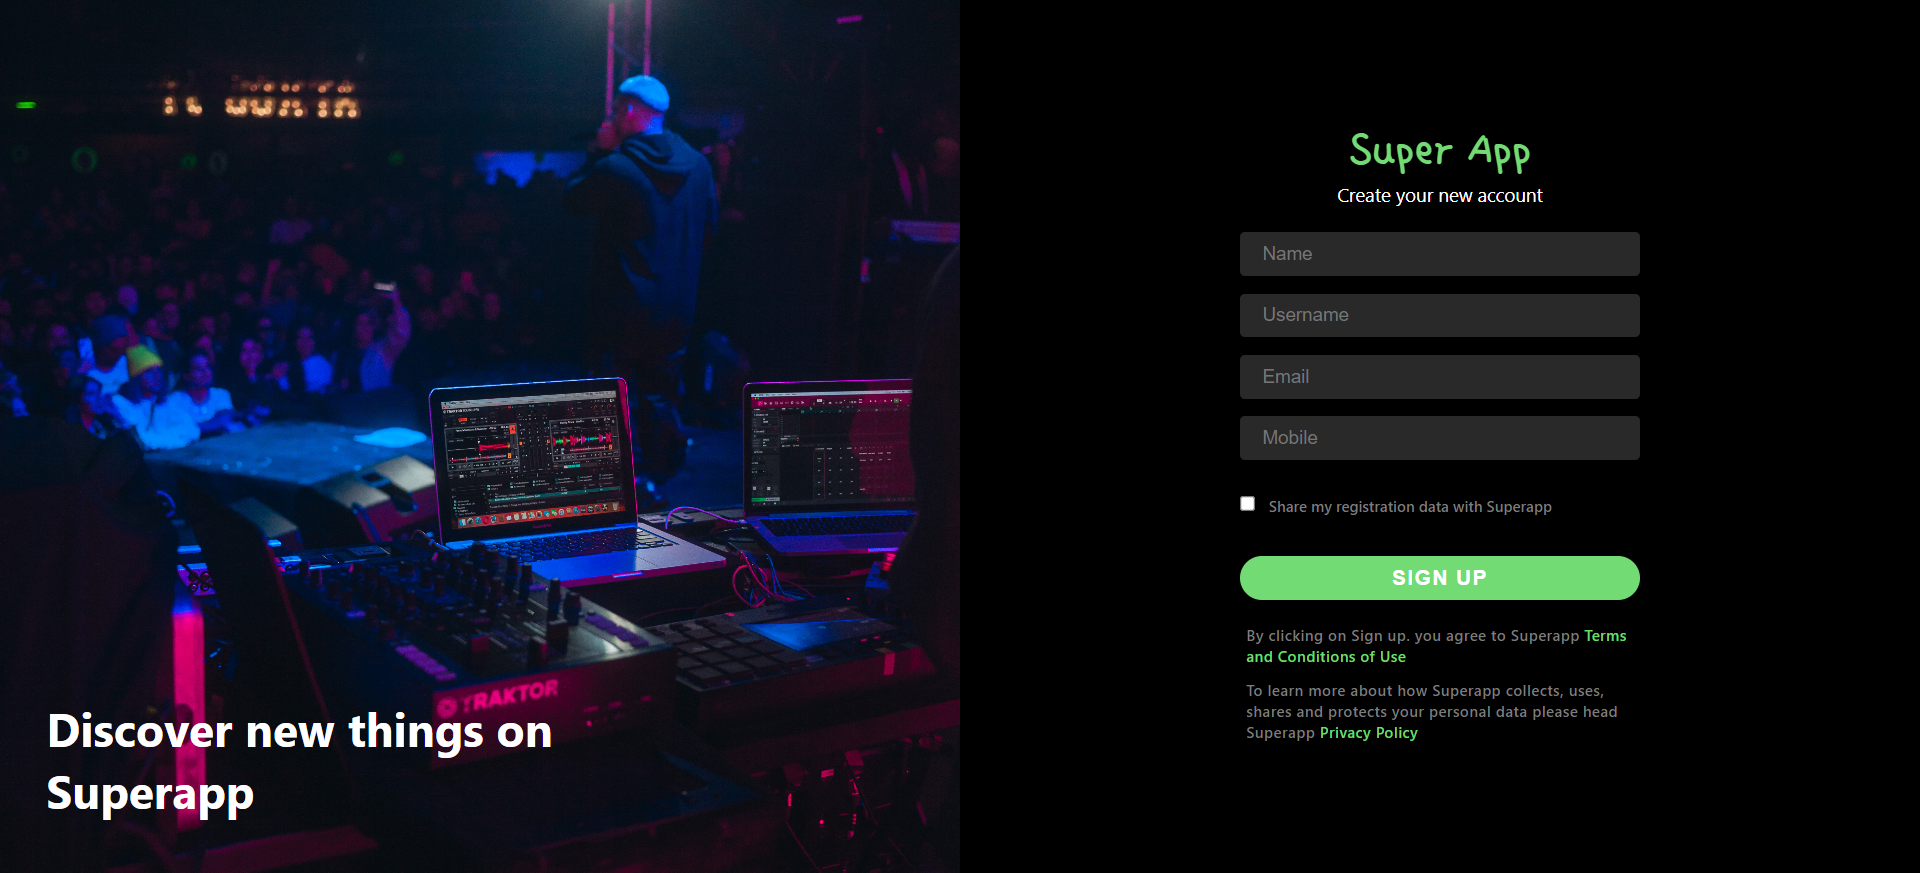 Discover new things on
Superapp
TRAKTOR
Super App
Create your new account
Name
Username
Email
Mobile
Share my registration data with Superapp
SIGN UP
By clicking on Sign up. you agree to Superapp Terms
and Conditions of Use
To learn more about how Superapp collects, uses,
shares and protects your personal data please head
Superapp Privacy Policy